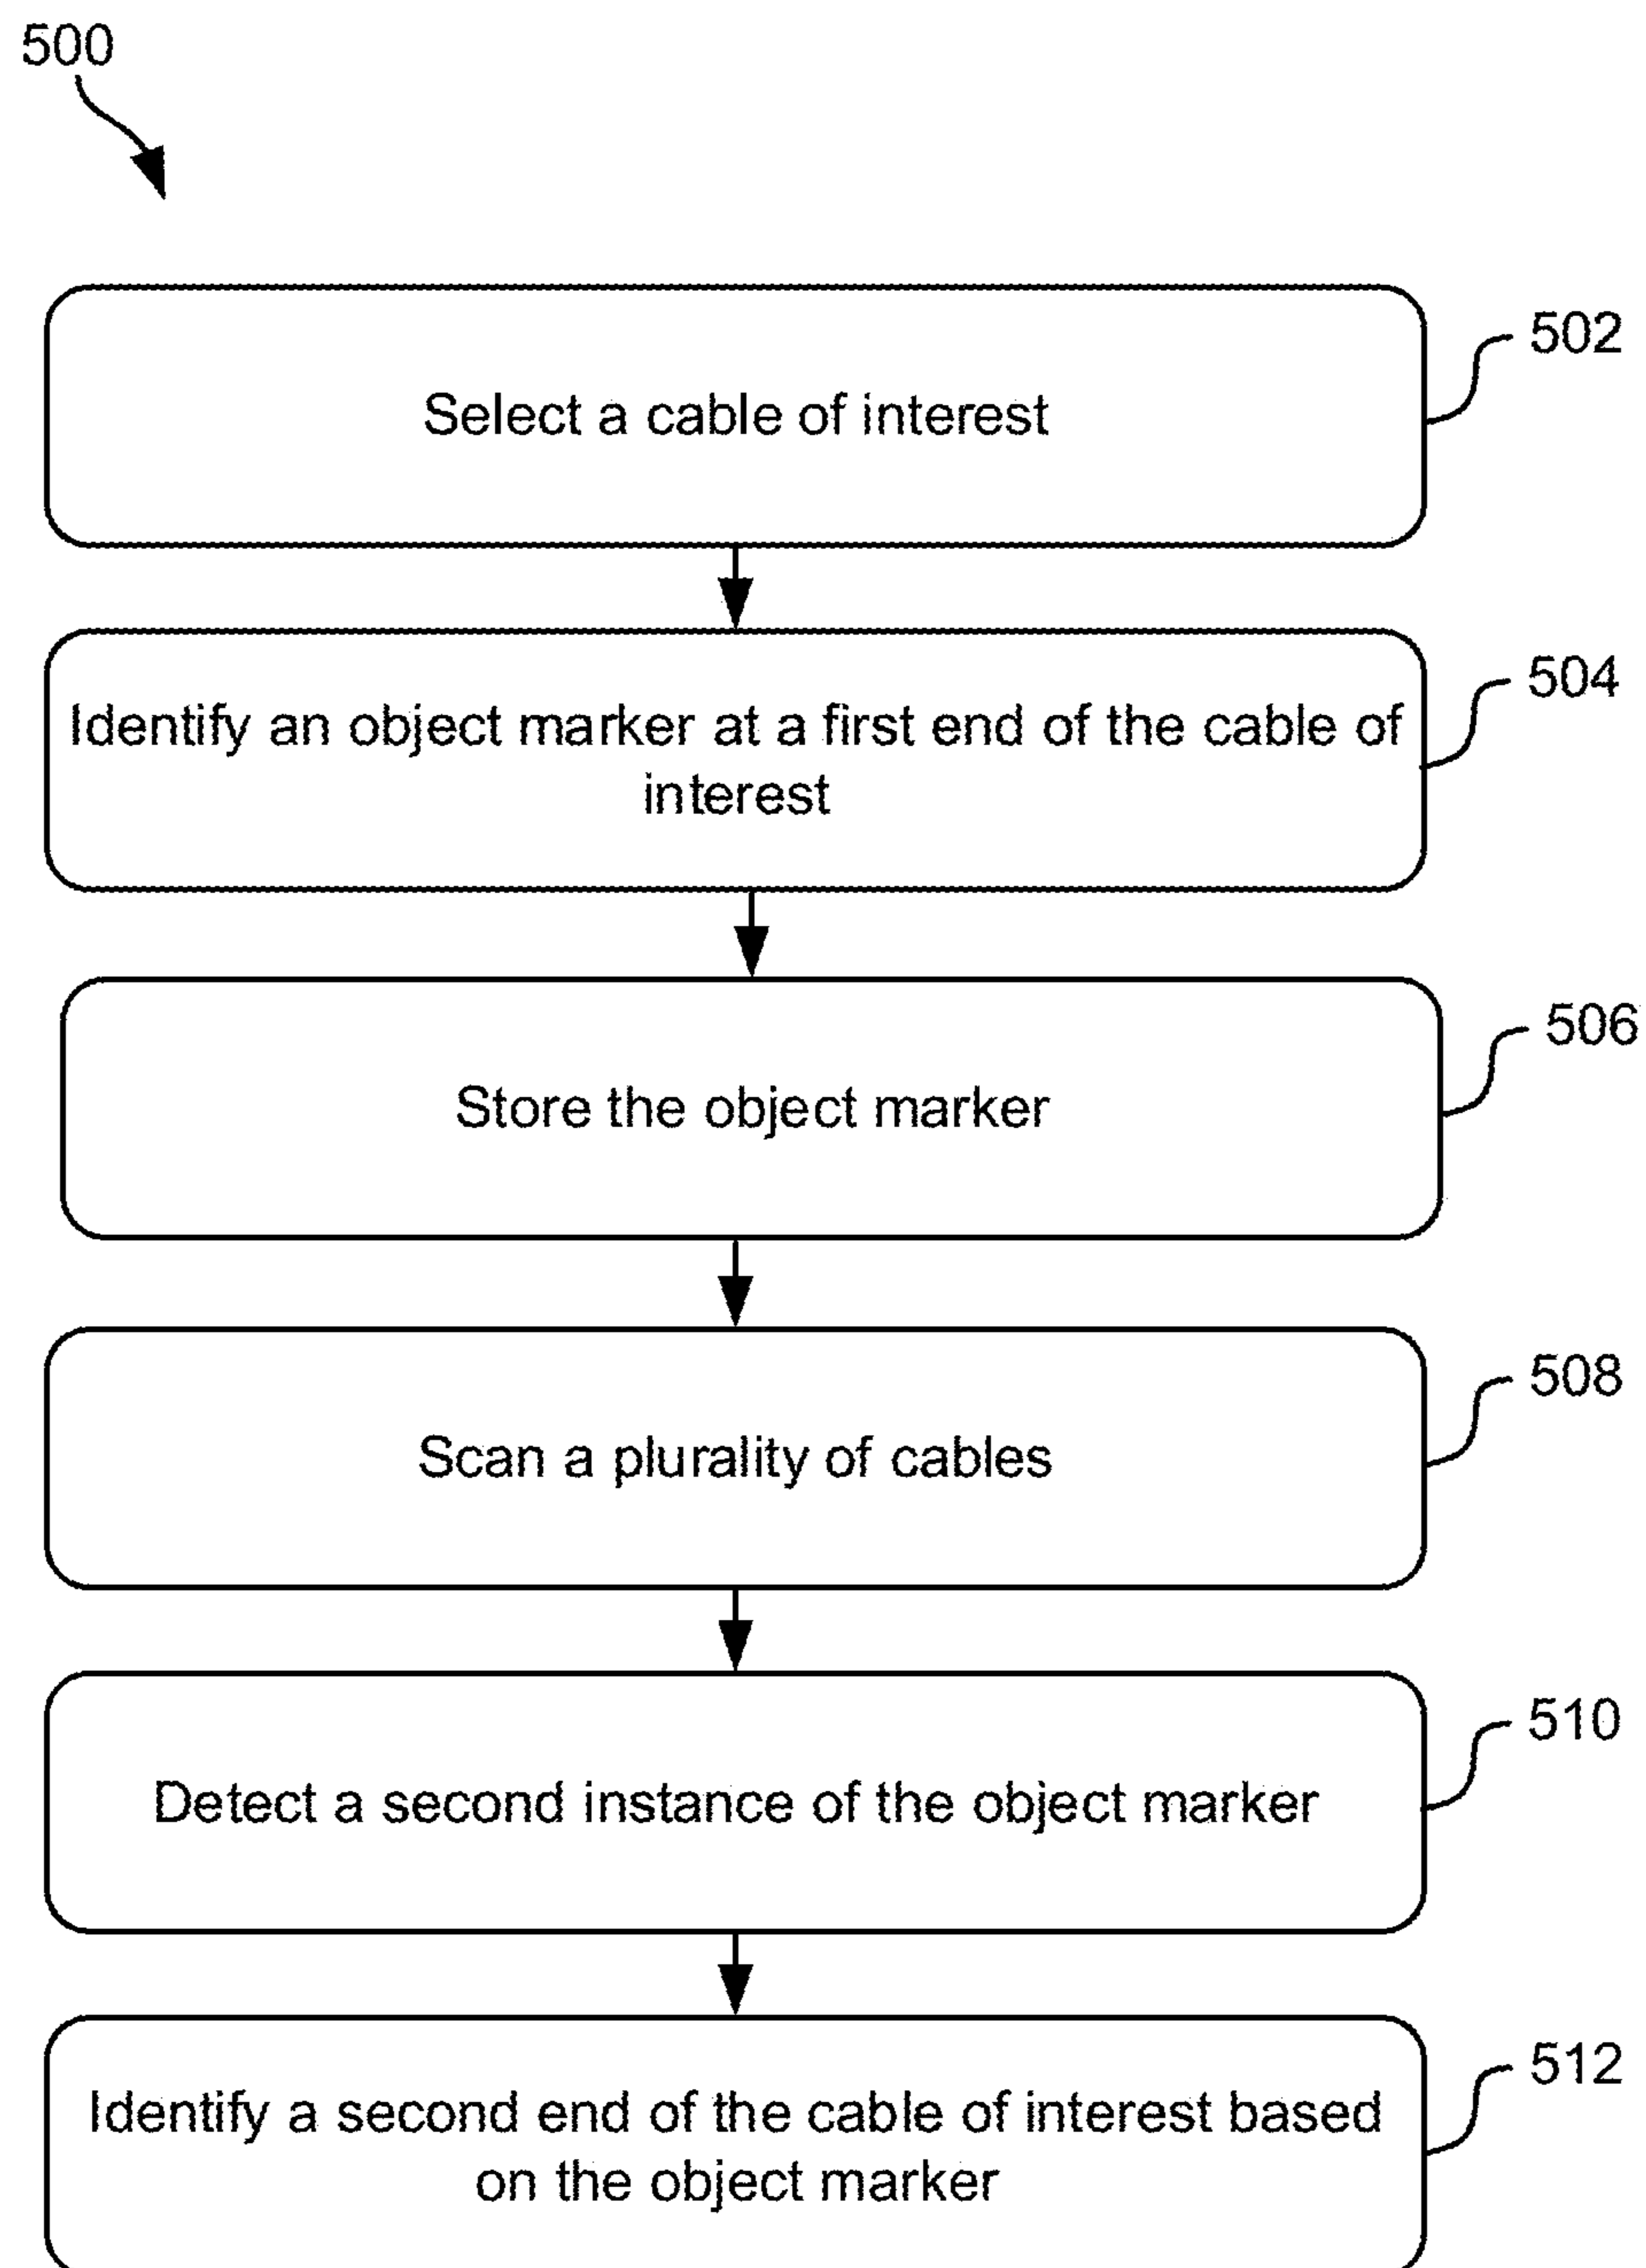 500
502
Select a cable of interest
504
Identify an object marker at a first end of the cable of
interest
506
Store the object marker
508
Scan a plurality of cables
510
Detect a second instance of the object marker
512
Identify a second end of the cable of interest based
on the object marker